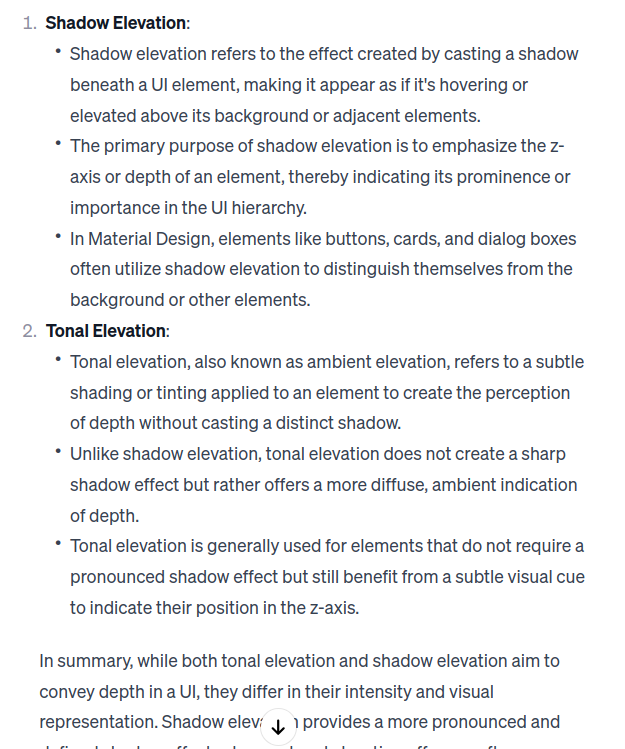 1. Shadow Elevation:
• Shadow elevation refers to the effect created by casting a shadow
beneath a UI element, making it appear as if it's hovering or
elevated above its background or adjacent elements.
• The primary purpose of shadow elevation is to emphasize the z-
axis or depth of an element, thereby indicating its prominence or
importance in the UI hierarchy.
• In Material Design, elements like buttons, cards, and dialog boxes
often utilize shadow elevation to distinguish themselves from the
background or other elements.
2. Tonal Elevation:
• Tonal elevation, also known as ambient elevation, refers to a subtle
shading or tinting applied to an element to create the perception
of depth without casting a distinct shadow.
• Unlike shadow elevation, tonal elevation does not create a sharp
shadow effect but rather offers a more diffuse, ambient indication
of depth.
• Tonal elevation is generally used for elements that do not require a
pronounced shadow effect but still benefit from a subtle visual cue
to indicate their position in the z-axis.
In summary, while both tonal elevation and shadow elevation aim to
convey depth in a UI, they differ in their intensity and visual
representation. Shadow provides a more pronounced and